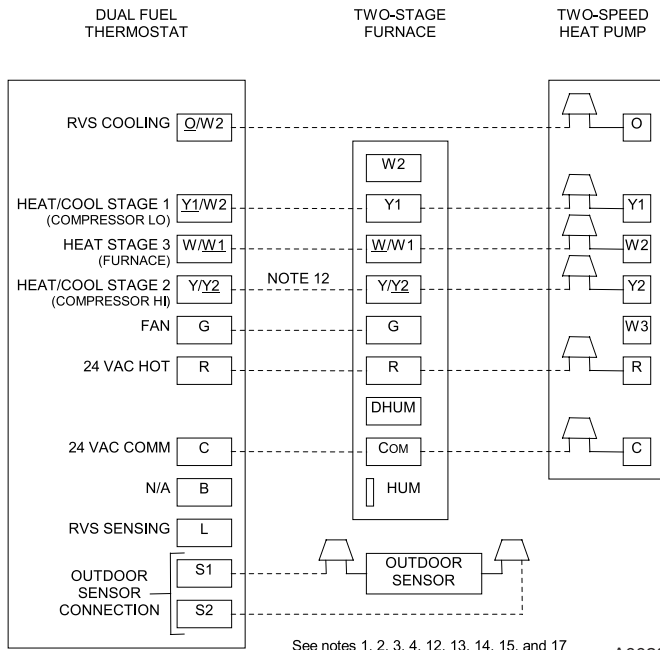 DUAL FUEL THERMOSTAT
TWO-STAGE FURNACE
TWO-SPEED HEAT PUMP
RVS COOLING O/W2 O
W2
HEAT/COOL STAGE 1 Y1/W2 Y1 Y1
(COMPRESSOR LO)
HEAT STAGE 3 W/W1 W/W1 W2
(FURNACE)
HEAT/COOL STAGE 2 Y/Y2 NOTE 12 Y/Y2 Y2
(COMPRESSOR HI)
FAN G G W3
24 VAC HOT R R R
DHUM
24 VAC COMM C COM C
N/A B HUM
RVS SENSING L
OUTDOOR SENSOR CONNECTION
S1
S2
OUTDOOR SENSOR
See notes 1, 2, 3, 4, 12, 13, 14, 15, and 17